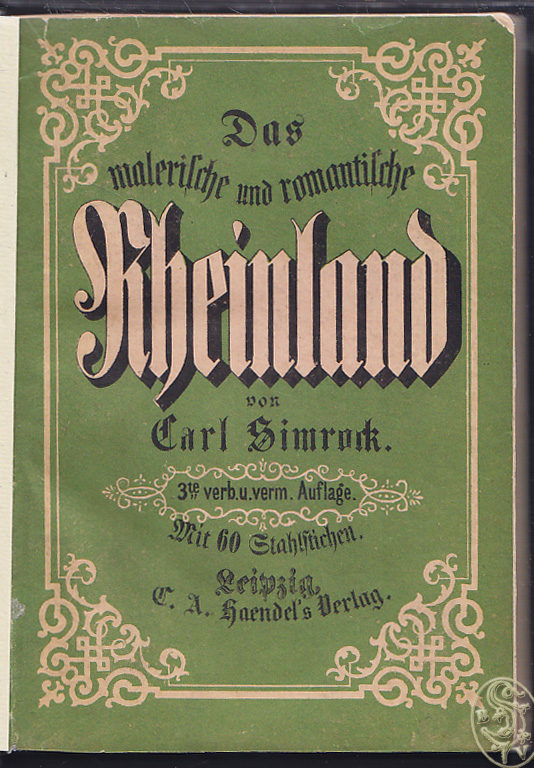 Das
malerische und romantische
Rheinland
von
Carl Simrock.
3te verb. u. verm. Auflage.
Mit 60 Stahlstichen.
Leipzig,
C. A. Haendel's Verlag.